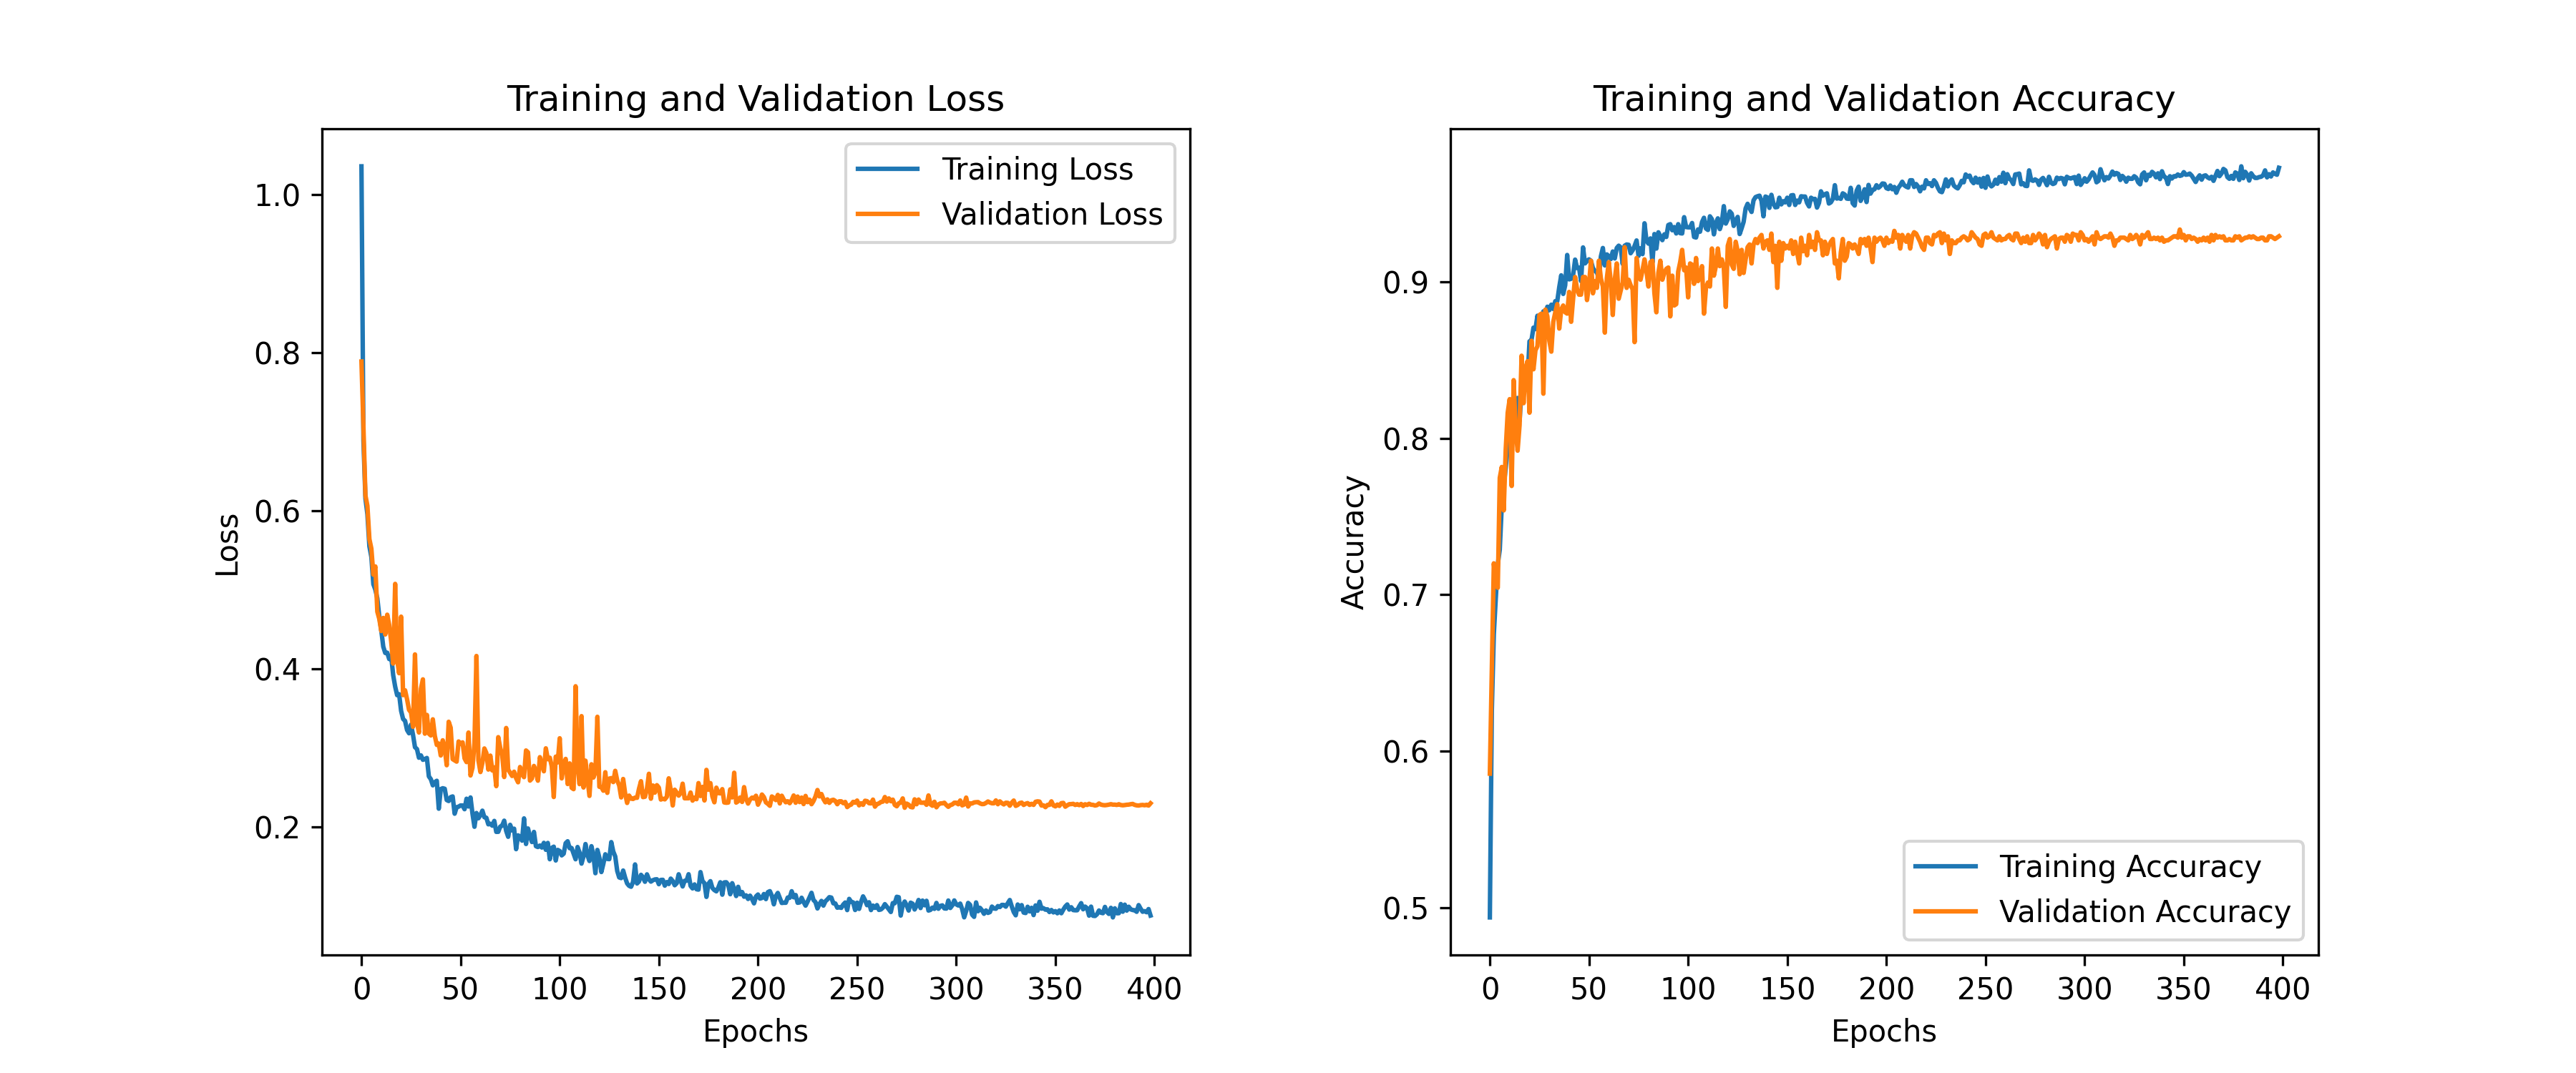 Training and Validation Loss
Training Loss
Validation Loss
1.0
0.8
0.6
0.4
0.2
Loss
0 50 100 150 200 250 300 350 400
Epochs
Training and Validation Accuracy
0.9
0.8
0.7
0.6
0.5
Accuracy
Training Accuracy
Validation Accuracy
0 50 100 150 200 250 300 350 400
Epochs